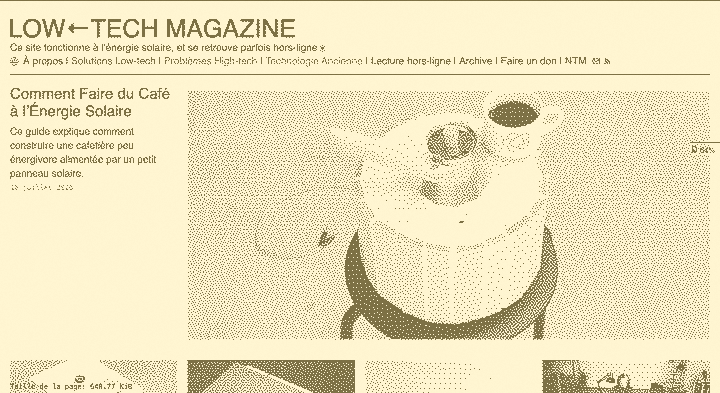 LOW←TECH MAGAZINE
Ce site fonctionne à l'énergie solaire, et se retrouve parfois hors-ligne ☀
À propos | Solutions Low-tech | Problèmes High-tech | Technologie Ancienne | Lecture hors-ligne | Archive | Faire un don | NTM
Comment Faire du Café
à l'Énergie Solaire
Ce guide explique comment
construire une cafetière peu
énergivore alimentée par un petit
panneau solaire.
juillet
Taille de la page: 648.77 KiB